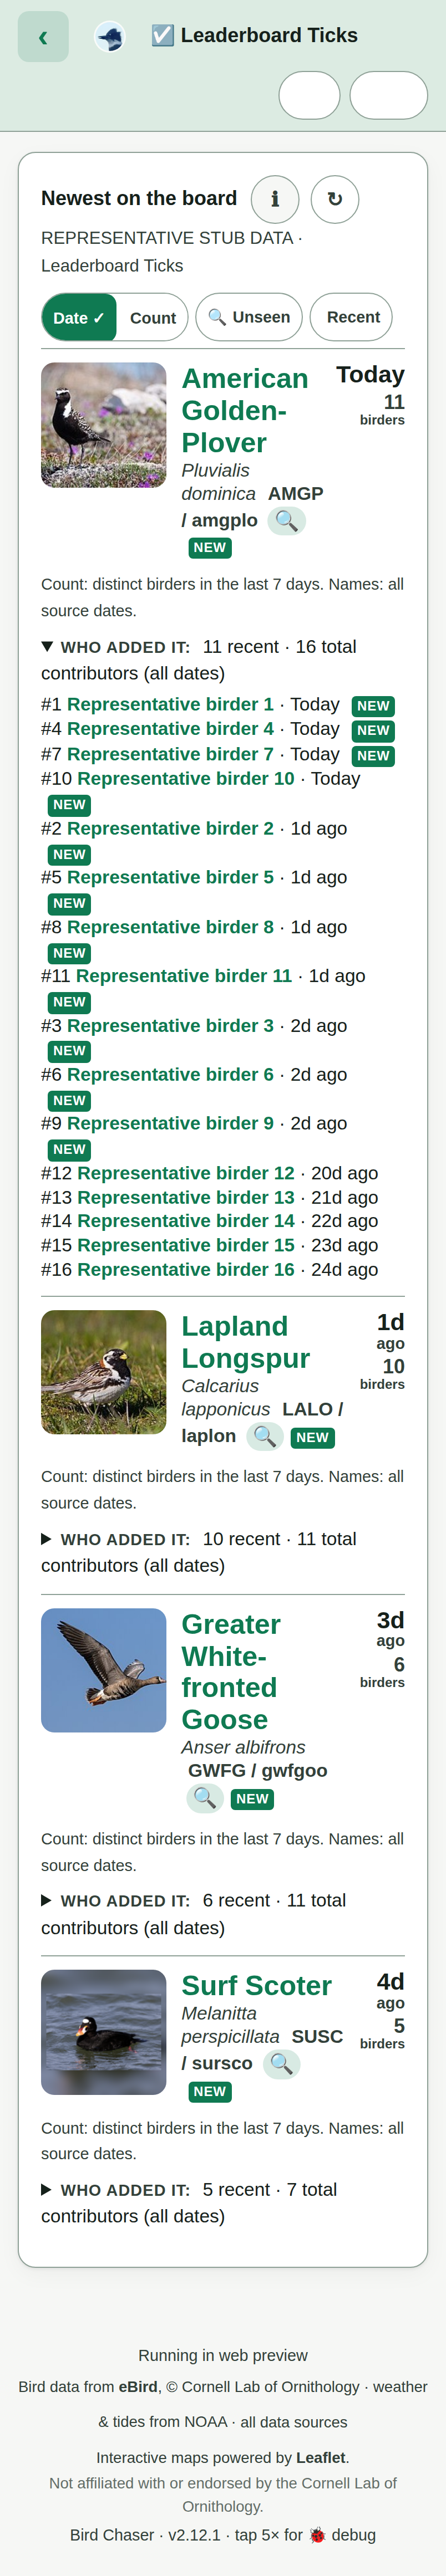 ‹ ☑ Leaderboard Ticks
Newest on the board ℹ ↻
REPRESENTATIVE STUB DATA ·
Leaderboard Ticks
Date ✓ Count 🔍 Unseen Recent
American Golden-Plover
Today
11
birders
Pluvialis
dominica AMGP
/ amgplo 🔍
NEW
Count: distinct birders in the last 7 days. Names: all
source dates.
▼ WHO ADDED IT: 11 recent · 16 total
contributors (all dates)
#1 Representative birder 1 · Today NEW
#4 Representative birder 4 · Today NEW
#7 Representative birder 7 · Today NEW
#10 Representative birder 10 · Today
NEW
#2 Representative birder 2 · 1d ago
NEW
#5 Representative birder 5 · 1d ago
NEW
#8 Representative birder 8 · 1d ago
NEW
#11 Representative birder 11 · 1d ago
NEW
#3 Representative birder 3 · 2d ago
NEW
#6 Representative birder 6 · 2d ago
NEW
#9 Representative birder 9 · 2d ago
NEW
#12 Representative birder 12 · 20d ago
#13 Representative birder 13 · 21d ago
#14 Representative birder 14 · 22d ago
#15 Representative birder 15 · 23d ago
#16 Representative birder 16 · 24d ago
Lapland
Longspur
1d
ago
10
birders
Calcarius
lapponicus LALO /
laplon 🔍 NEW
Count: distinct birders in the last 7 days. Names: all
source dates.
▶ WHO ADDED IT: 10 recent · 11 total
contributors (all dates)
Greater
White-
fronted
Goose
3d
ago
6
birders
Anser albifrons
GWFG / gwfgoo
🔍 NEW
Count: distinct birders in the last 7 days. Names: all
source dates.
▶ WHO ADDED IT: 6 recent · 11 total
contributors (all dates)
Surf Scoter
4d
ago
5
birders
Melanitta
perspicillata SUSC
/ sursco 🔍
NEW
Count: distinct birders in the last 7 days. Names: all
source dates.
▶ WHO ADDED IT: 5 recent · 7 total
contributors (all dates)
Running in web preview
Bird data from eBird, © Cornell Lab of Ornithology · weather
& tides from NOAA · all data sources
Interactive maps powered by Leaflet.
Not affiliated with or endorsed by the Cornell Lab of
Ornithology.
Bird Chaser · v2.12.1 · tap 5× for 🐞 debug